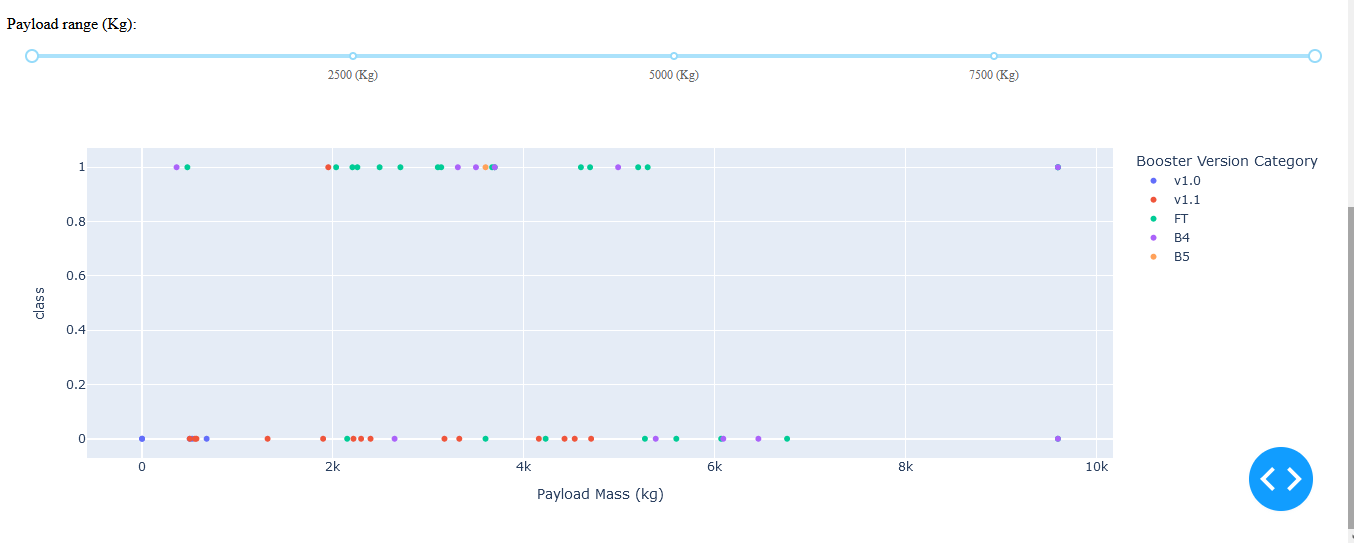 Payload range (Kg):
2500 (Kg) 5000 (Kg) 7500 (Kg)
Booster Version Category
v1.0
v1.1
FT
B4
B5
1
0.8
0.6
0.4
0.2
0
class
0 2k 4k 6k 8k 10k
Payload Mass (kg)